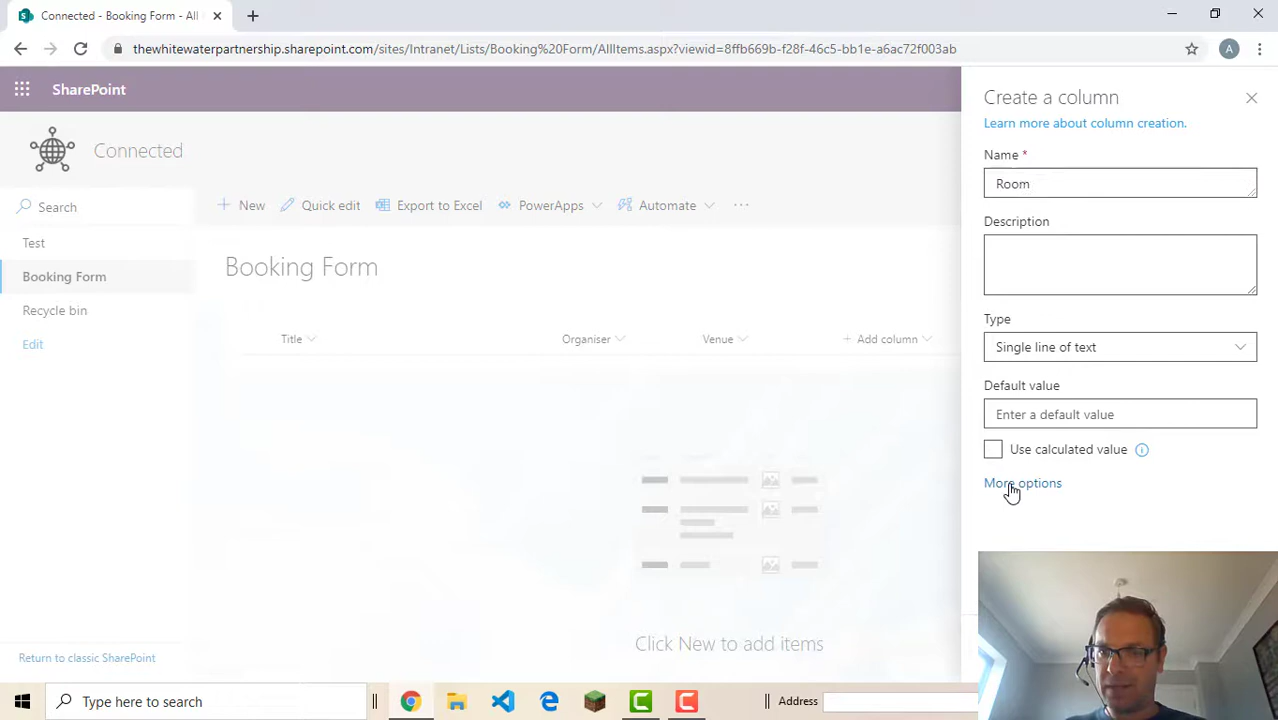 Connected - Booking Form - All
thewhitewaterpartnership.sharepoint.com/sites/Intranet/Lists/Booking%20Form/AllItems.aspx?viewid=8ffb669b-f28f-46c5-bb1e-a6ac72f003ab
A
SharePoint
Connected
Search
New
Quick edit
Export to Excel
PowerApps
Automate
Test
Booking Form
Recycle bin
Edit
Booking Form
Title
Organiser
Venue
Add column
Click New to add items
Return to classic SharePoint
Create a column
Learn more about column creation.
Name *
Room
Description
Type
Single line of text
Default value
Enter a default value
Use calculated value
More options
Type here to search
Address